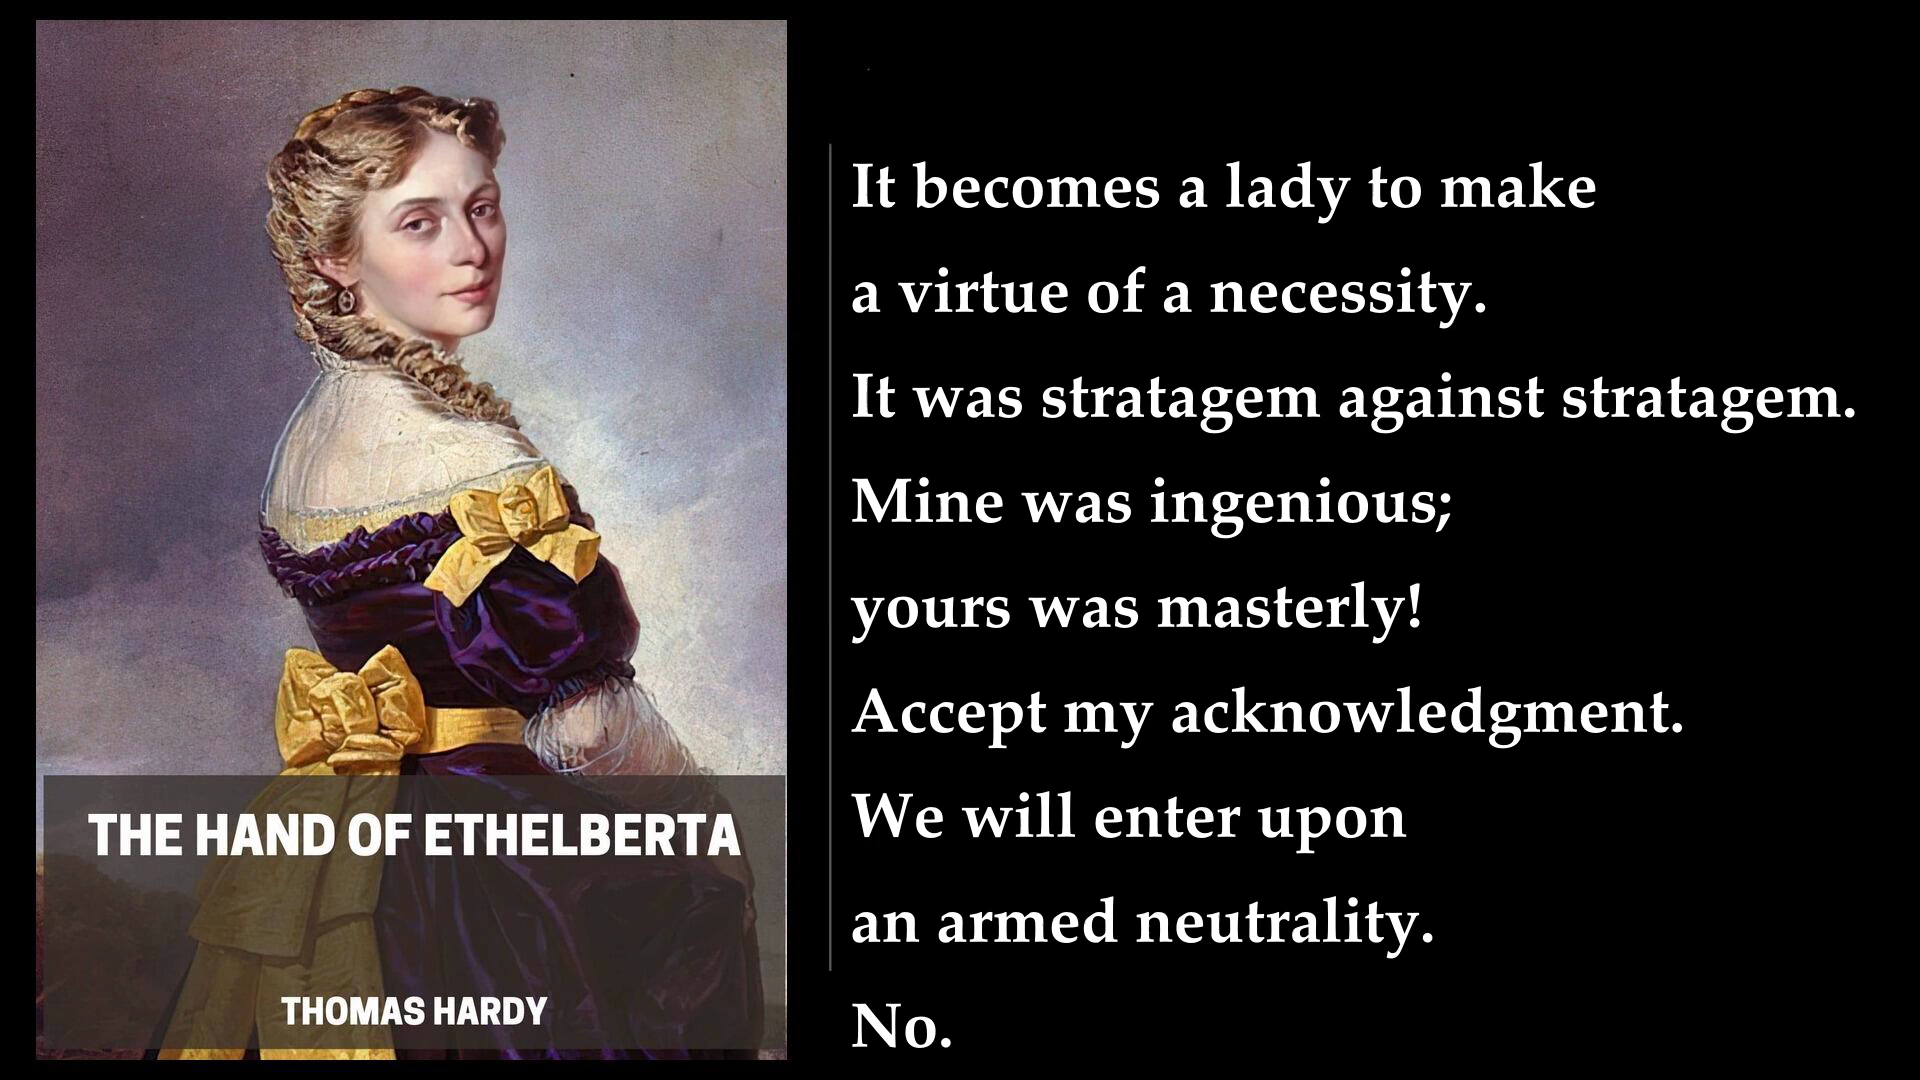 THE HAND OF ETHELBERTA
THOMAS HARDY
It becomes a lady to make
a virtue of a necessity.
It was stratagem against stratagem.
Mine was ingenious;
yours was masterly!
Accept my acknowledgment.
We will enter upon
an armed neutrality.
No.